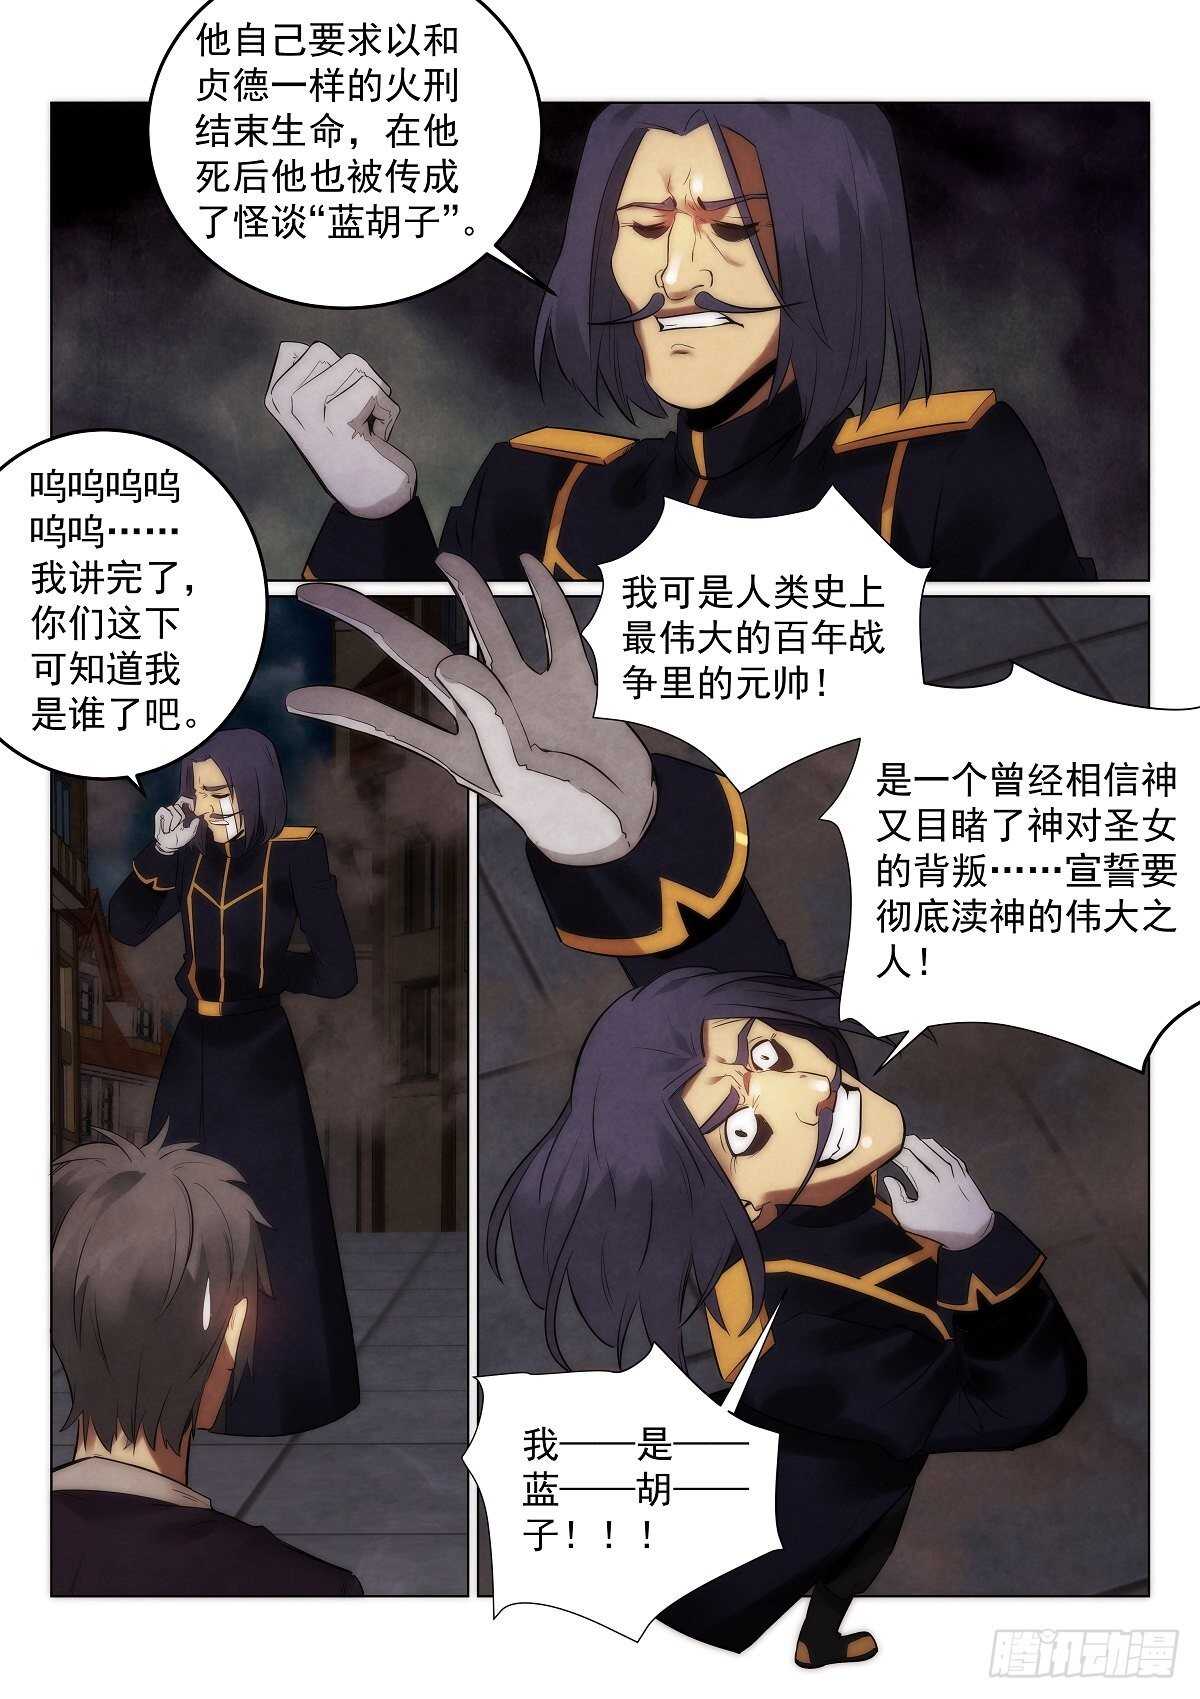 他自己要求以和
贞德一样的火刑
结束生命，在他
死后他也被传成
了怪谈“蓝胡子”。
呜呜呜呜
呜呜……
我讲完了，
你们这下
可知道我
是谁了吧。
我可是人类史上
最伟大的百年战
争里的元帅！
是一个曾经相信神
又目睹了神对圣女
的背叛……宣誓要
彻底渎神的伟大之
人！
我——是——
蓝——胡——
子！！！
腾讯动漫